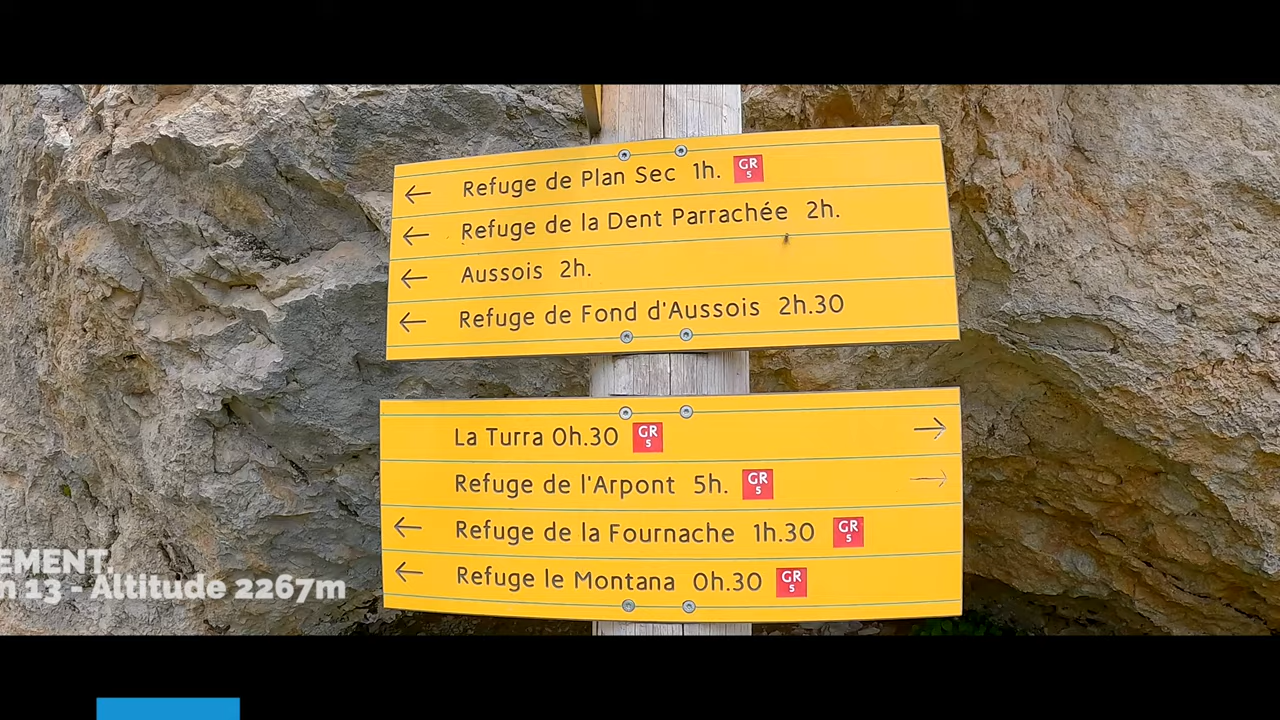 ← Refuge de Plan Sec 1h. GR 5
← Refuge de la Dent Parrachée 2h.
← Aussois 2h.
← Refuge de Fond d'Aussois 2h.30
La Turra 0h.30 GR 5 →
Refuge de l'Arpont 5h. GR 5 →
← Refuge de la Fournache 1h.30 GR 5
← Refuge le Montana 0h.30 GR 5
EMENT.
13 - Altitude 2267m